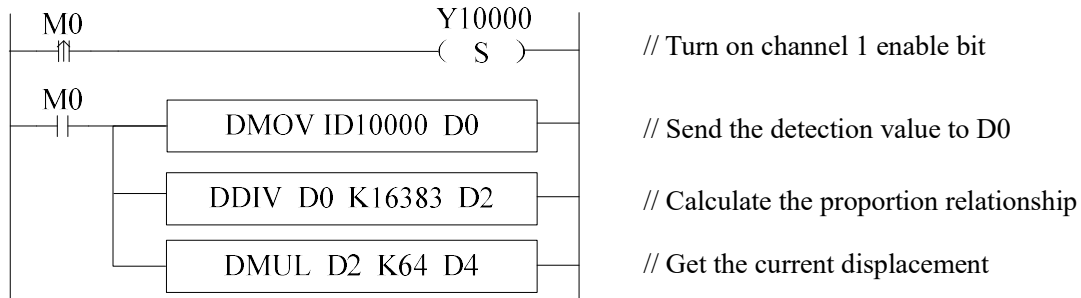 M0 Y10000
( S ) // Turn on channel 1 enable bit
M0
DMOV ID10000 D0 // Send the detection value to D0
DDIV D0 K16383 D2 // Calculate the proportion relationship
DMUL D2 K64 D4 // Get the current displacement